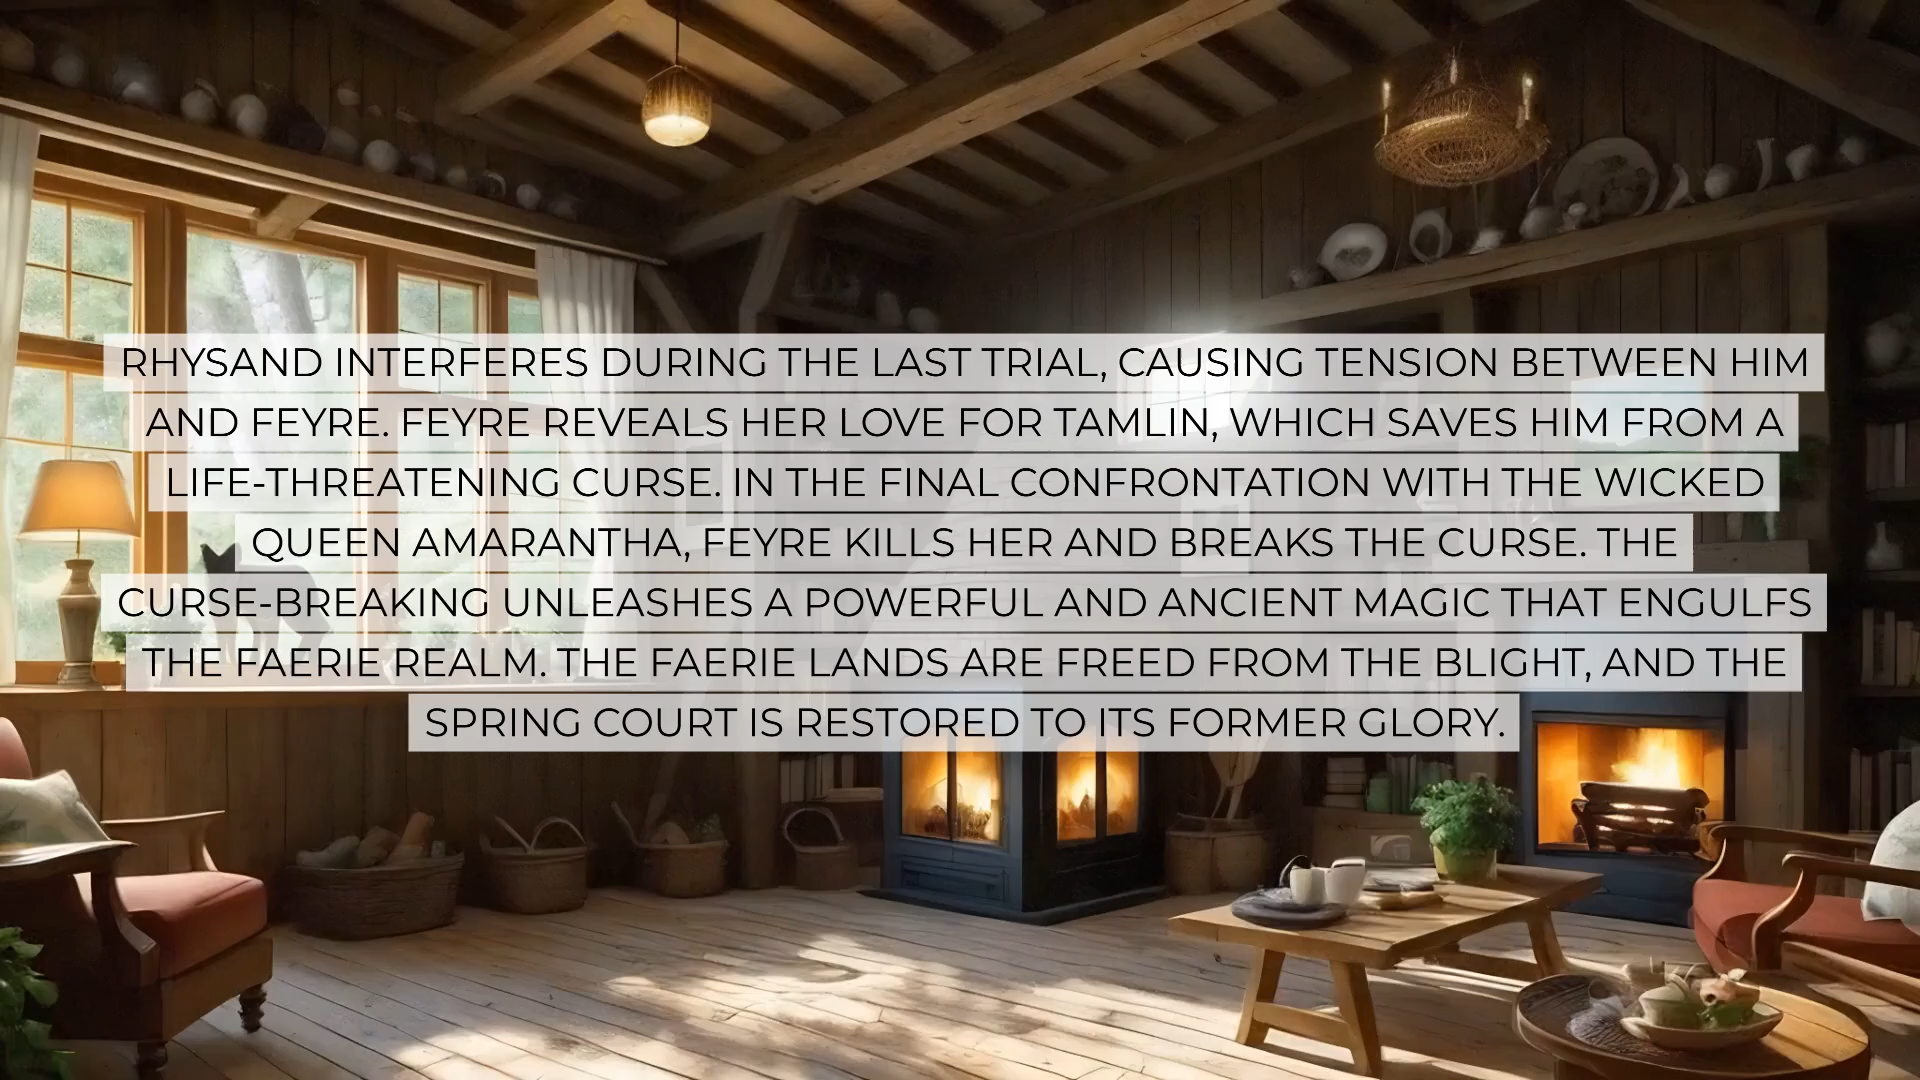 RHYSAND INTERFERES DURING THE LAST TRIAL, CAUSING TENSION BETWEEN HIM
AND FEYRE. FEYRE REVEALS HER LOVE FOR TAMLIN, WHICH SAVES HIM FROM A
LIFE-THREATENING CURSE. IN THE FINAL CONFRONTATION WITH THE WICKED
QUEEN AMARANTHA, FEYRE KILLS HER AND BREAKS THE CURSE. THE
CURSE-BREAKING UNLEASHES A POWERFUL AND ANCIENT MAGIC THAT ENGULFS
THE FAERIE REALM. THE FAERIE LANDS ARE FREED FROM THE BLIGHT, AND THE
SPRING COURT IS RESTORED TO ITS FORMER GLORY.